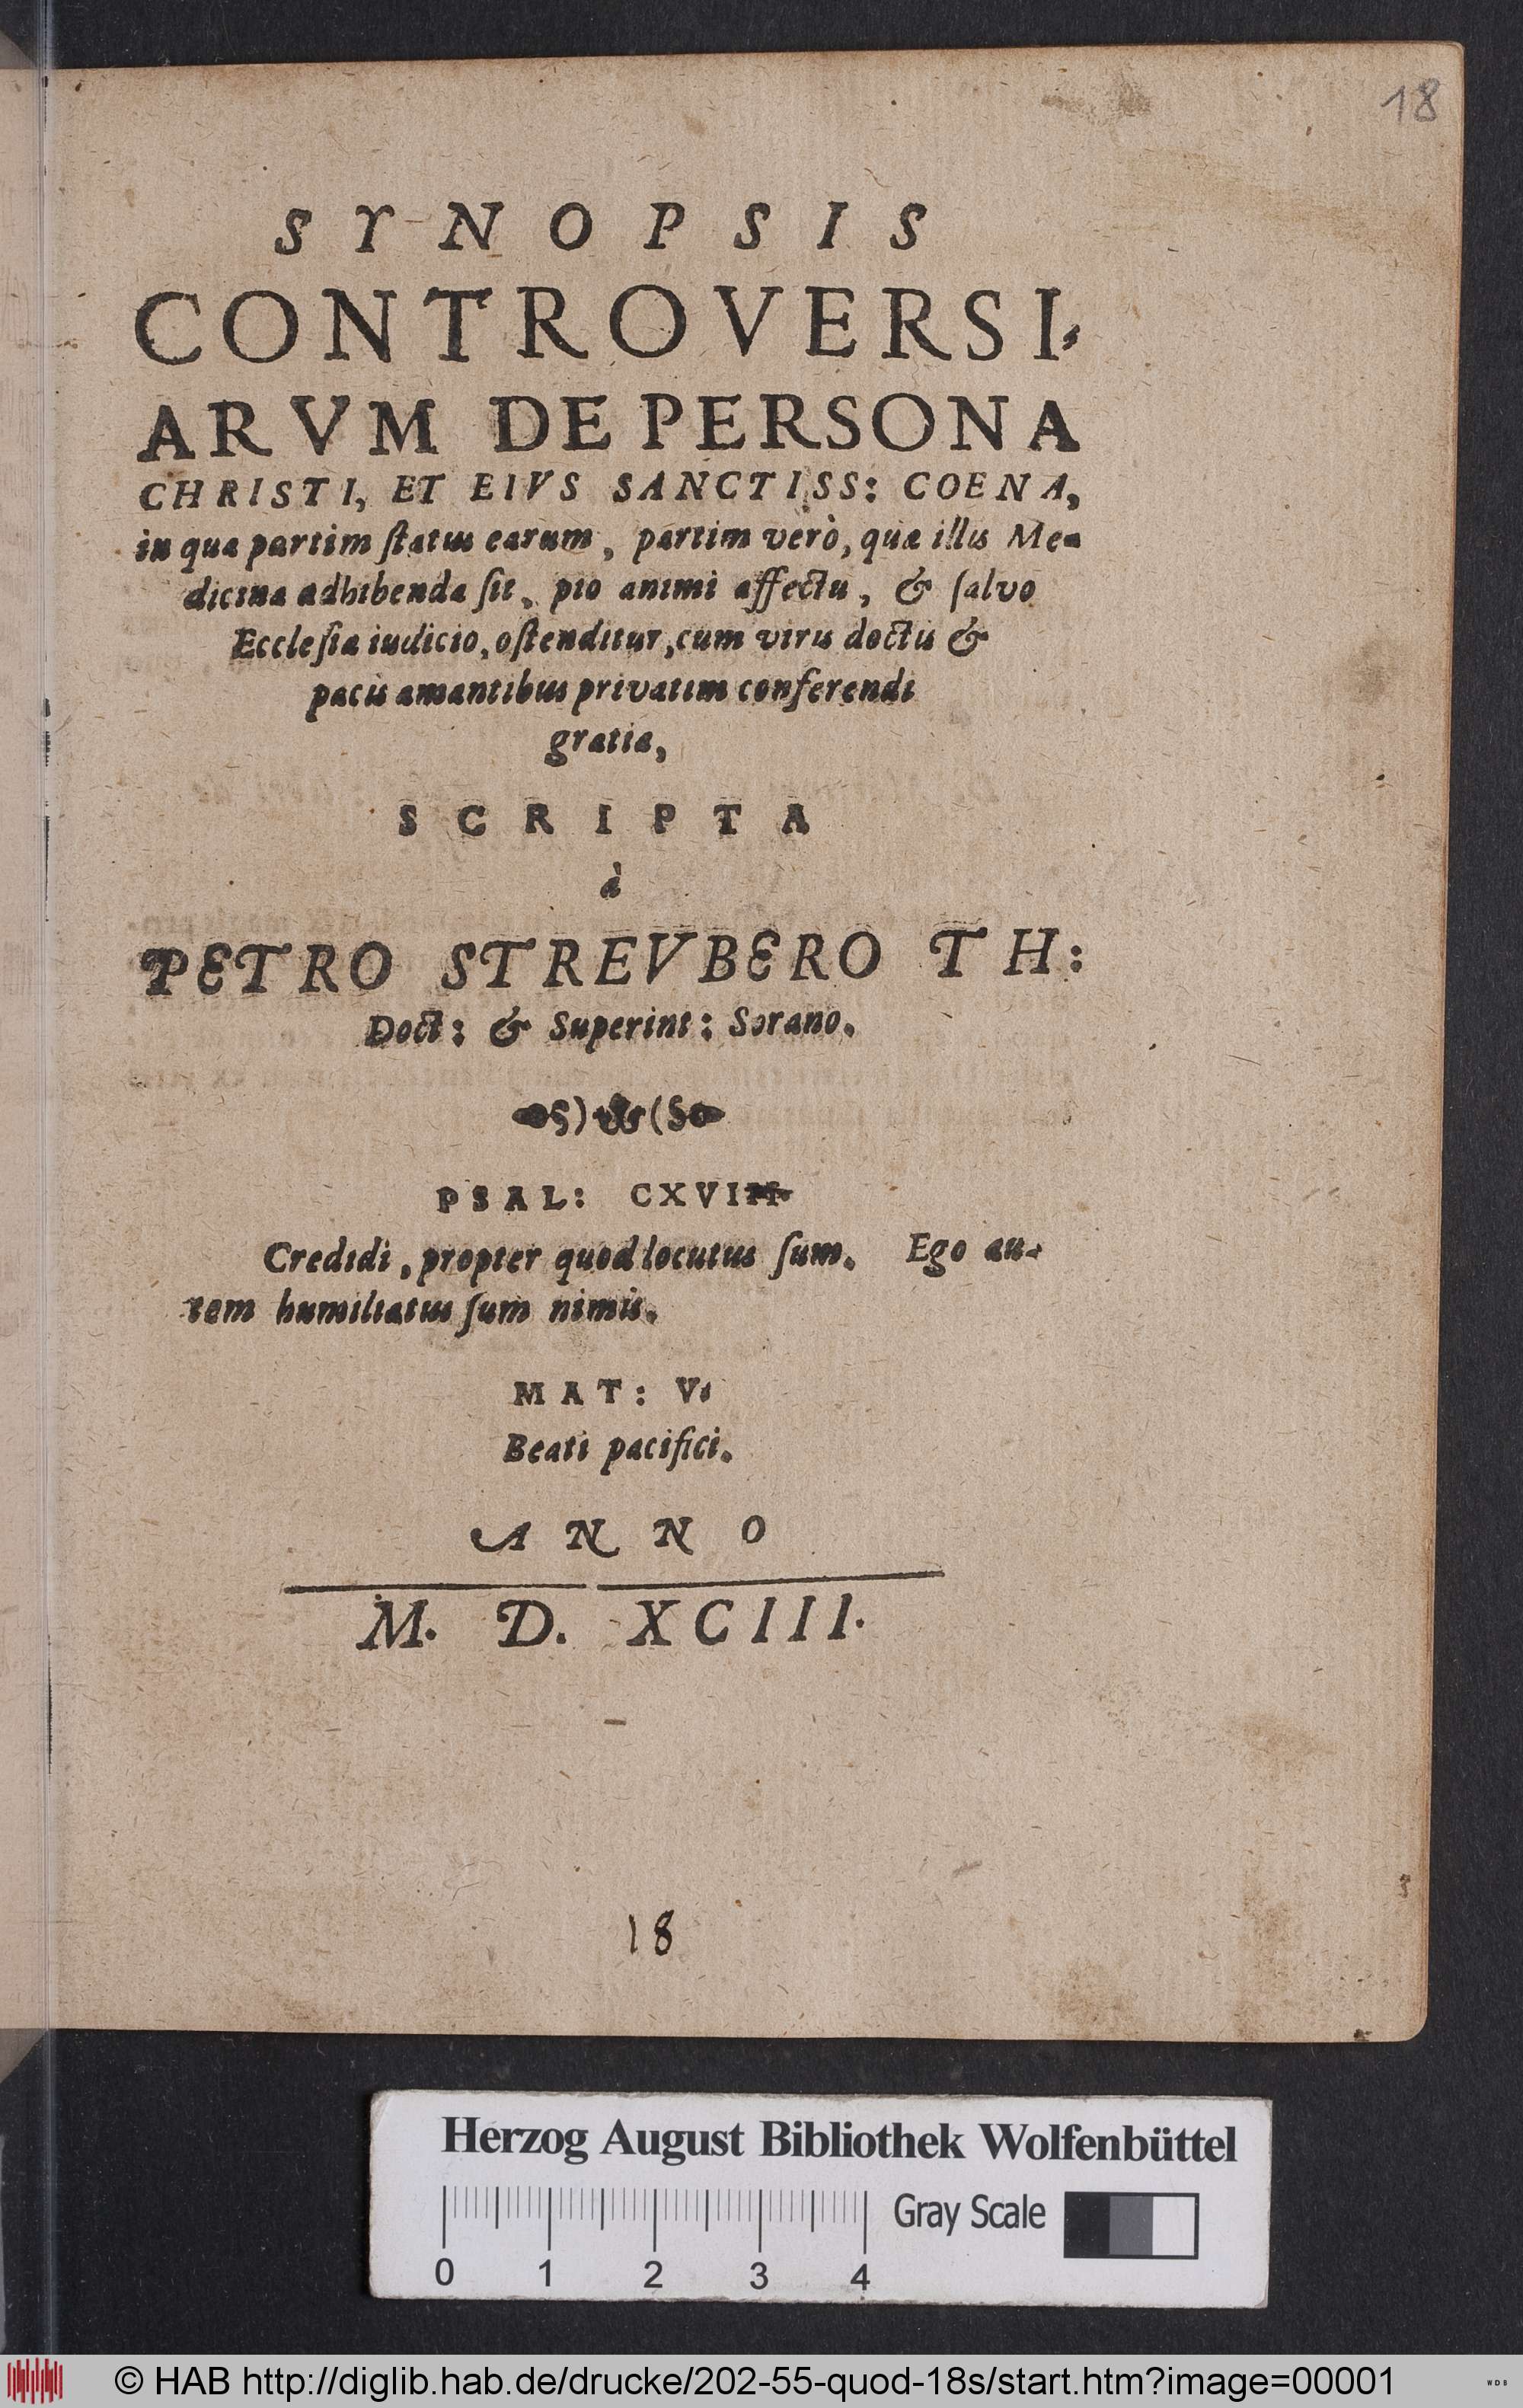 18
SYNOPSIS
CONTROVERSI-
ARVM DE PERSONA
CHRISTI, ET EIVS SANCTISS: COENA,
in qua partim ſtatus earum, partim verò, quæ illis Me-
dicina adhibenda ſit, pio animi affectu, & ſalvo
Eccleſia iudicio, oſtenditur, cum viris doctis &
pacis amantibus privatim conferendi
gratia,
SCRIPTA
à
PETRO STREVBERO TH:
Doct: & Superint: Sorano.
PSAL: CXVI
Credidi, propter quod locutus ſum. Ego au-
tem humiliatus ſum nimis.
MAT: V.
Beati pacifici.
ANNO
M. D. XCIII.
18
Herzog August Bibliothek Wolfenbüttel
0 1 2 3 4 Gray Scale
© HAB http://diglib.hab.de/drucke/202-55-quod-18s/start.htm?image=00001